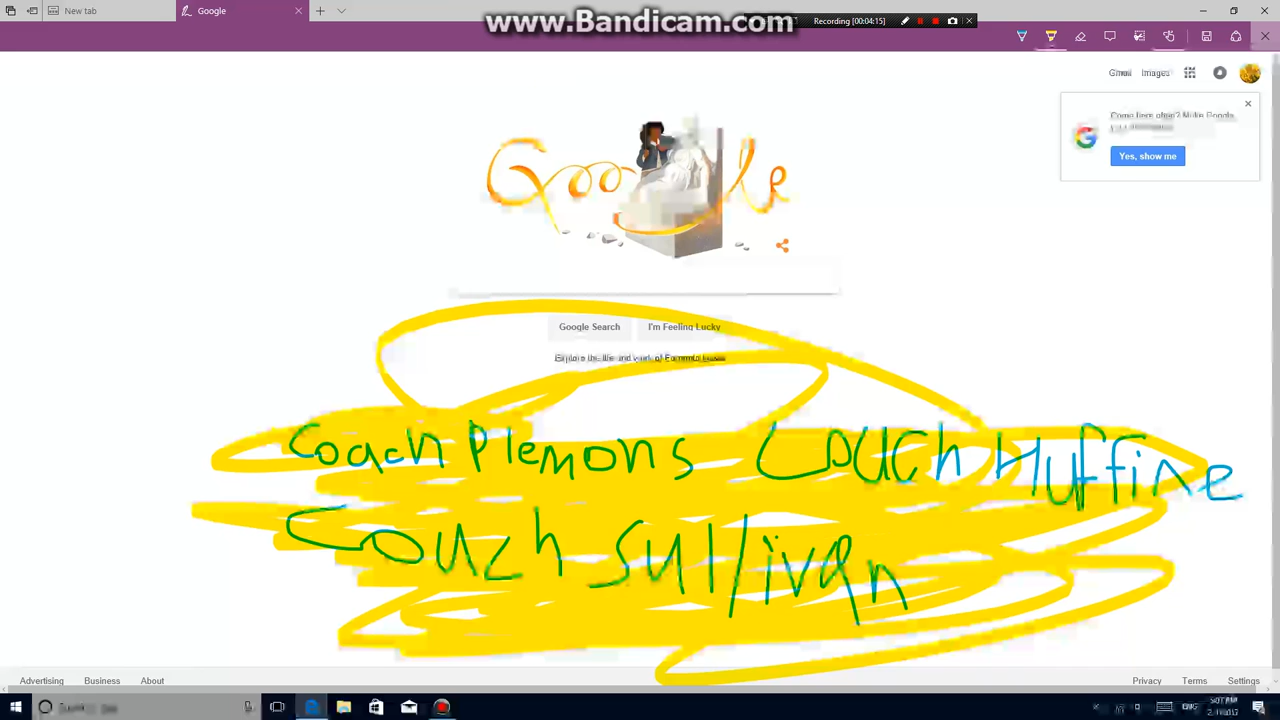 New tab
Google
www.Bandicam.com
Recording [00:04:15]
Gmail Images
Google
Yes, show me
Google Search I'm Feeling Lucky
Coach Plemons Couch Huffine
Couzh Sullivan
Advertising Business About
Privacy Terms Settings